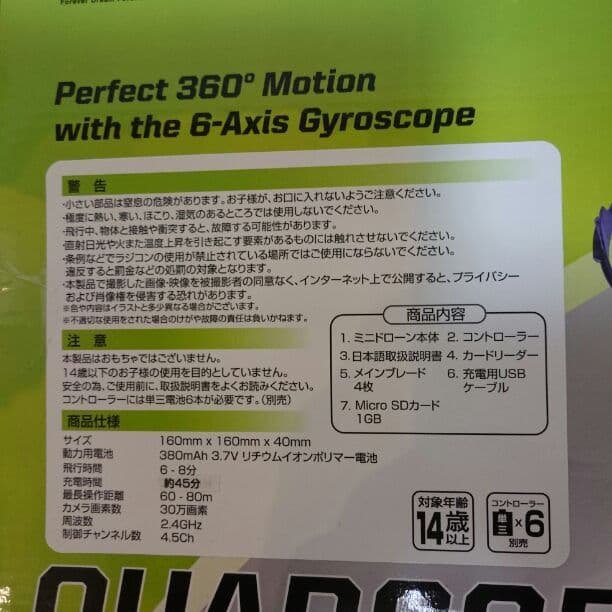 Forever Dream
Perfect 360° Motion
with the 6-Axis Gyroscope
警告
・小さい部品は窒息の危険があります。お子様が、お口に入れないようご注意ください。
・極度に熱い、寒い、ほこり、湿気のあるところでは使用しないでください。
・飛行中、物体と接触や衝突すると、故障する可能性があります。
・直射日光や火また温度上昇を引き起こす要素があるものには触れさせないでください。
・条例などでラジコンの使用が禁止されている場所ではご使用にならないでください。
違反すると罰金などの処罰の対象となります。
・本製品で撮影した画像・映像を被撮影者の同意なく、インターネット上で公開すると、プライバシー
および肖像権を侵害する恐れがあります。
※色や内容はイラストと多少異なる場合がございます。
※不適切な使用をされた場合のけがや故障の責任は負いかねます。
注意
本製品はおもちゃではございません。
14歳以下のお子様の使用を目的としていません。
安全の為、ご使用前に、取扱説明書をよくお読みください。
コントローラーには単三電池6本が必要です。(別売)
商品内容
1. ミニドローン本体 2. コントローラー
3. 日本語取扱説明書 4. カードリーダー
5. メインブレード 6. 充電用USB
4枚 ケーブル
7. Micro SDカード
1GB
商品仕様
サイズ 160mm x 160mm x 40mm
動力用電池 380mAh 3.7V リチウムイオンポリマー電池
飛行時間 6 - 8分
充電時間 約45分
最長操作距離 60 - 80m
カメラ画素数 30万画素
周波数 2.4GHz
制御チャンネル数 4.5Ch
対象年齢
14歳以上
コントローラー
単三 x 6
別売